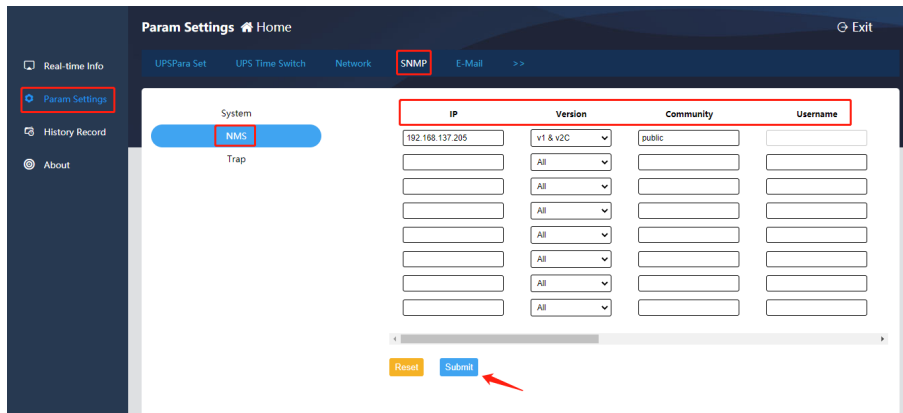 Param Settings Home Exit
UPSPara Set UPS Time Switch Network SNMP E-Mail >>
Real-time Info
Param Settings
History Record
About
System
NMS
Trap
IP Version Community Username
192.168.137.205 v1 & v2C public
All
All
All
All
All
All
All
Reset Submit